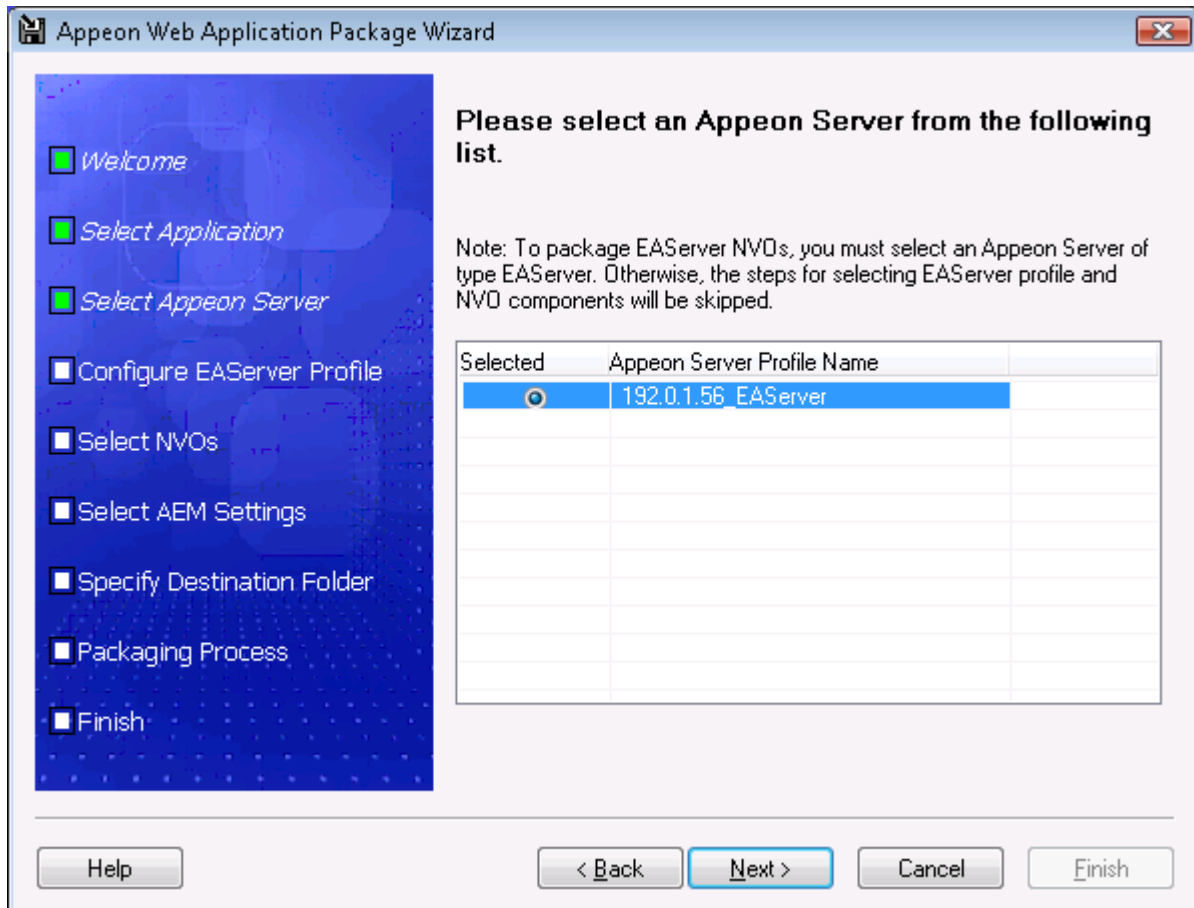 Appeon Web Application Package Wizard
Welcome
Select Application
Select Appeon Server
Configure EAServer Profile
Select NVOs
Select AEM Settings
Specify Destination Folder
Packaging Process
Finish
Please select an Appeon Server from the following
list.
Note: To package EAServer NVOs, you must select an Appeon Server of
type EAServer. Otherwise, the steps for selecting EAServer profile and
NVO components will be skipped.
Selected Appeon Server Profile Name
192.0.1.56_EAServer
Help < Back Next > Cancel Finish